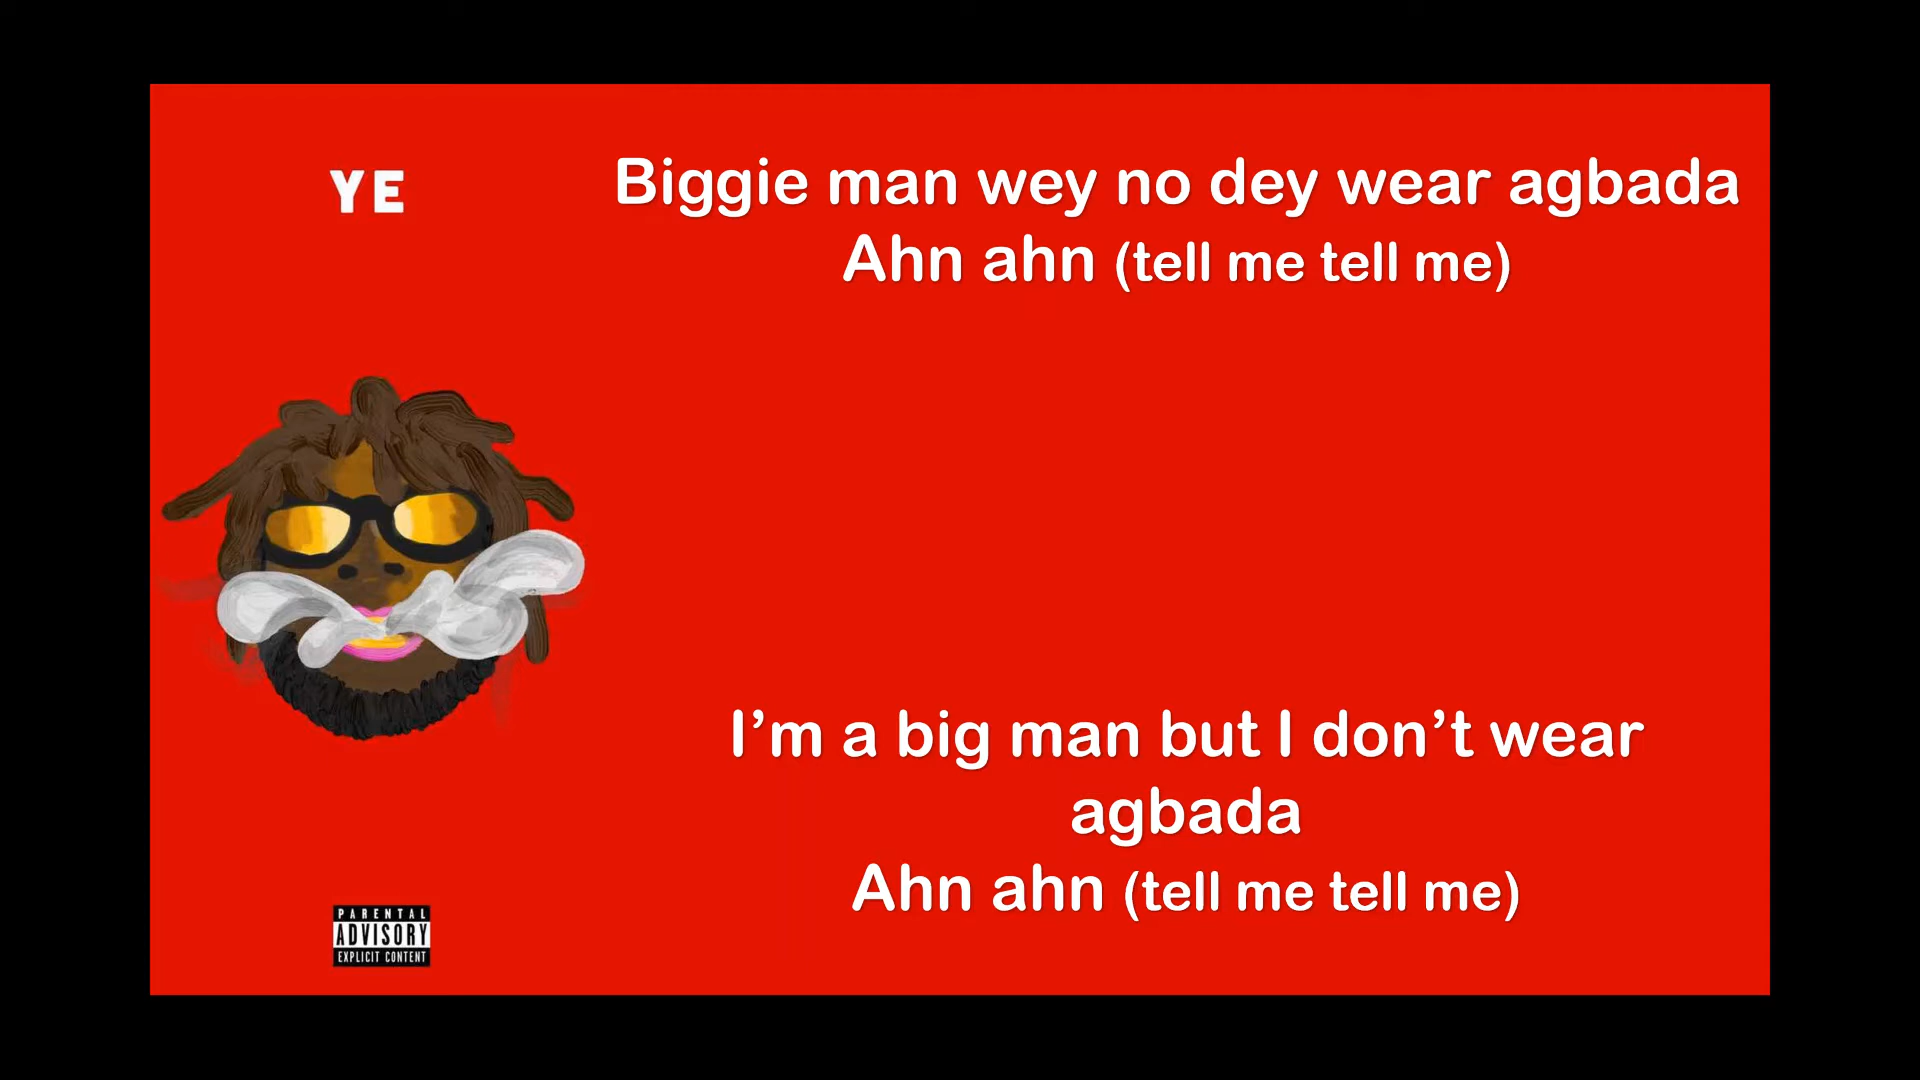 YE
Biggie man wey no dey wear agbada
Ahn ahn (tell me tell me)
I’m a big man but I don’t wear
agbada
Ahn ahn (tell me tell me)
PARENTAL
ADVISORY
EXPLICIT CONTENT